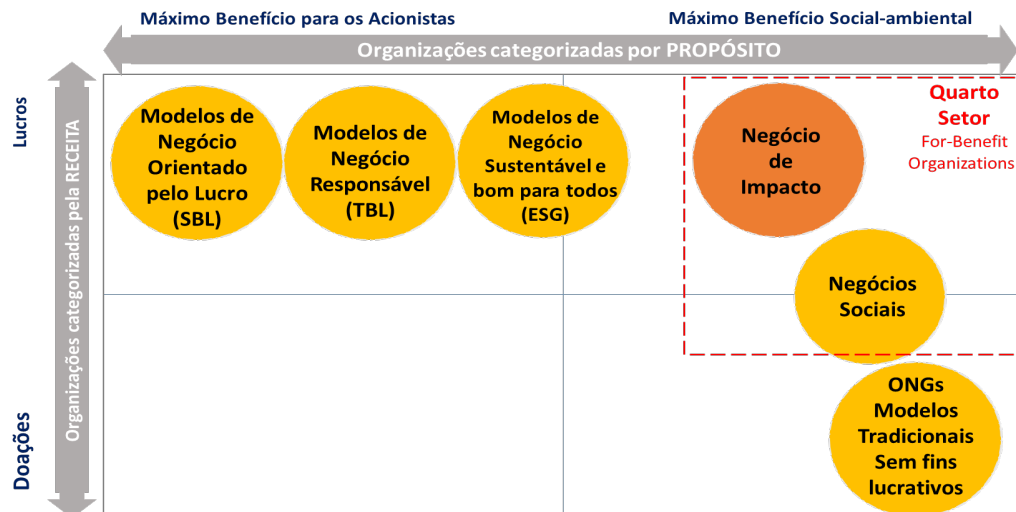 Máximo Benefício para os Acionistas
Máximo Benefício Social-ambiental
Organizações categorizadas por PROPÓSITO
Organizações categorizadas pela RECEITA
Lucros
Doações
Modelos de
Negócio
Orientado
pelo Lucro
(SBL)
Modelos de
Negócio
Responsável
(TBL)
Modelos de
Negócio
Sustentável e
bom para todos
(ESG)
Negócio
de
Impacto
Quarto
Setor
For-Benefit
Organizations
Negócios
Sociais
ONGs
Modelos
Tradicionais
Sem fins
lucrativos